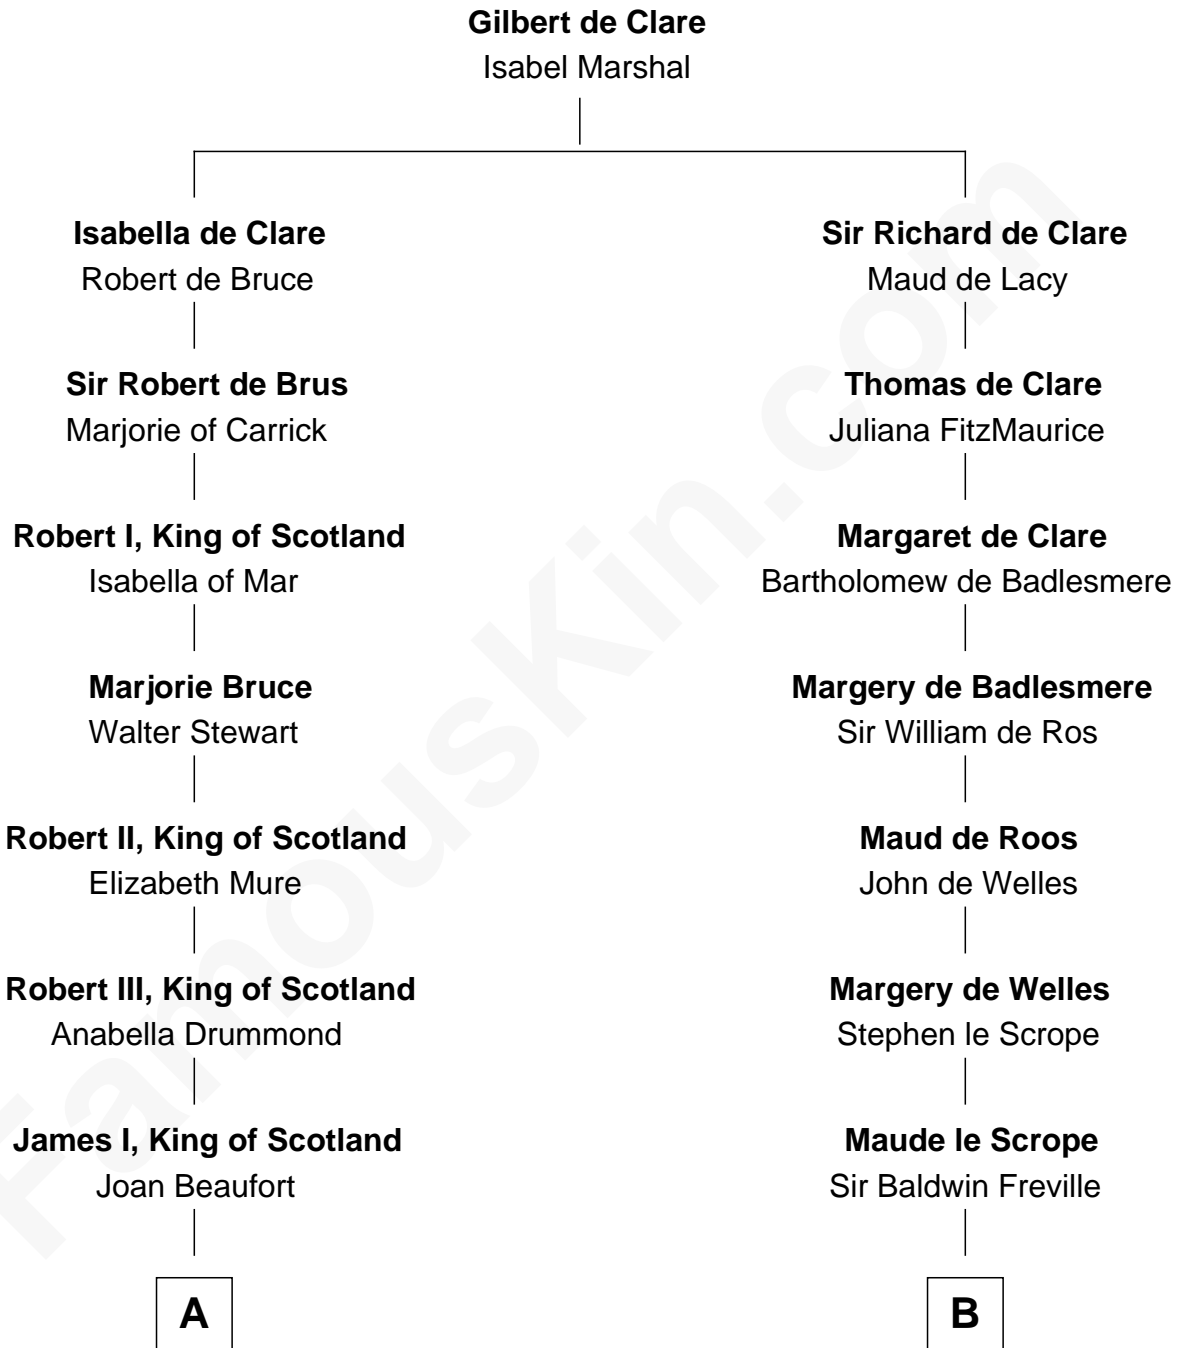 Gilbert de Clare
Isabel Marshal
Isabella de Clare
Robert de Bruce
Sir Richard de Clare
Maud de Lacy
Sir Robert de Brus
Marjorie of Carrick
Thomas de Clare
Juliana FitzMaurice
Robert I, King of Scotland
Isabella of Mar
Margaret de Clare
Bartholomew de Badlesmere
Marjorie Bruce
Walter Stewart
Margery de Badlesmere
Sir William de Ros
Robert II, King of Scotland
Elizabeth Mure
Maud de Roos
John de Welles
Robert III, King of Scotland
Anabella Drummond
Margery de Welles
Stephen le Scrope
James I, King of Scotland
Joan Beaufort
Maude le Scrope
Sir Baldwin Freville
A
B
FamousKin.com